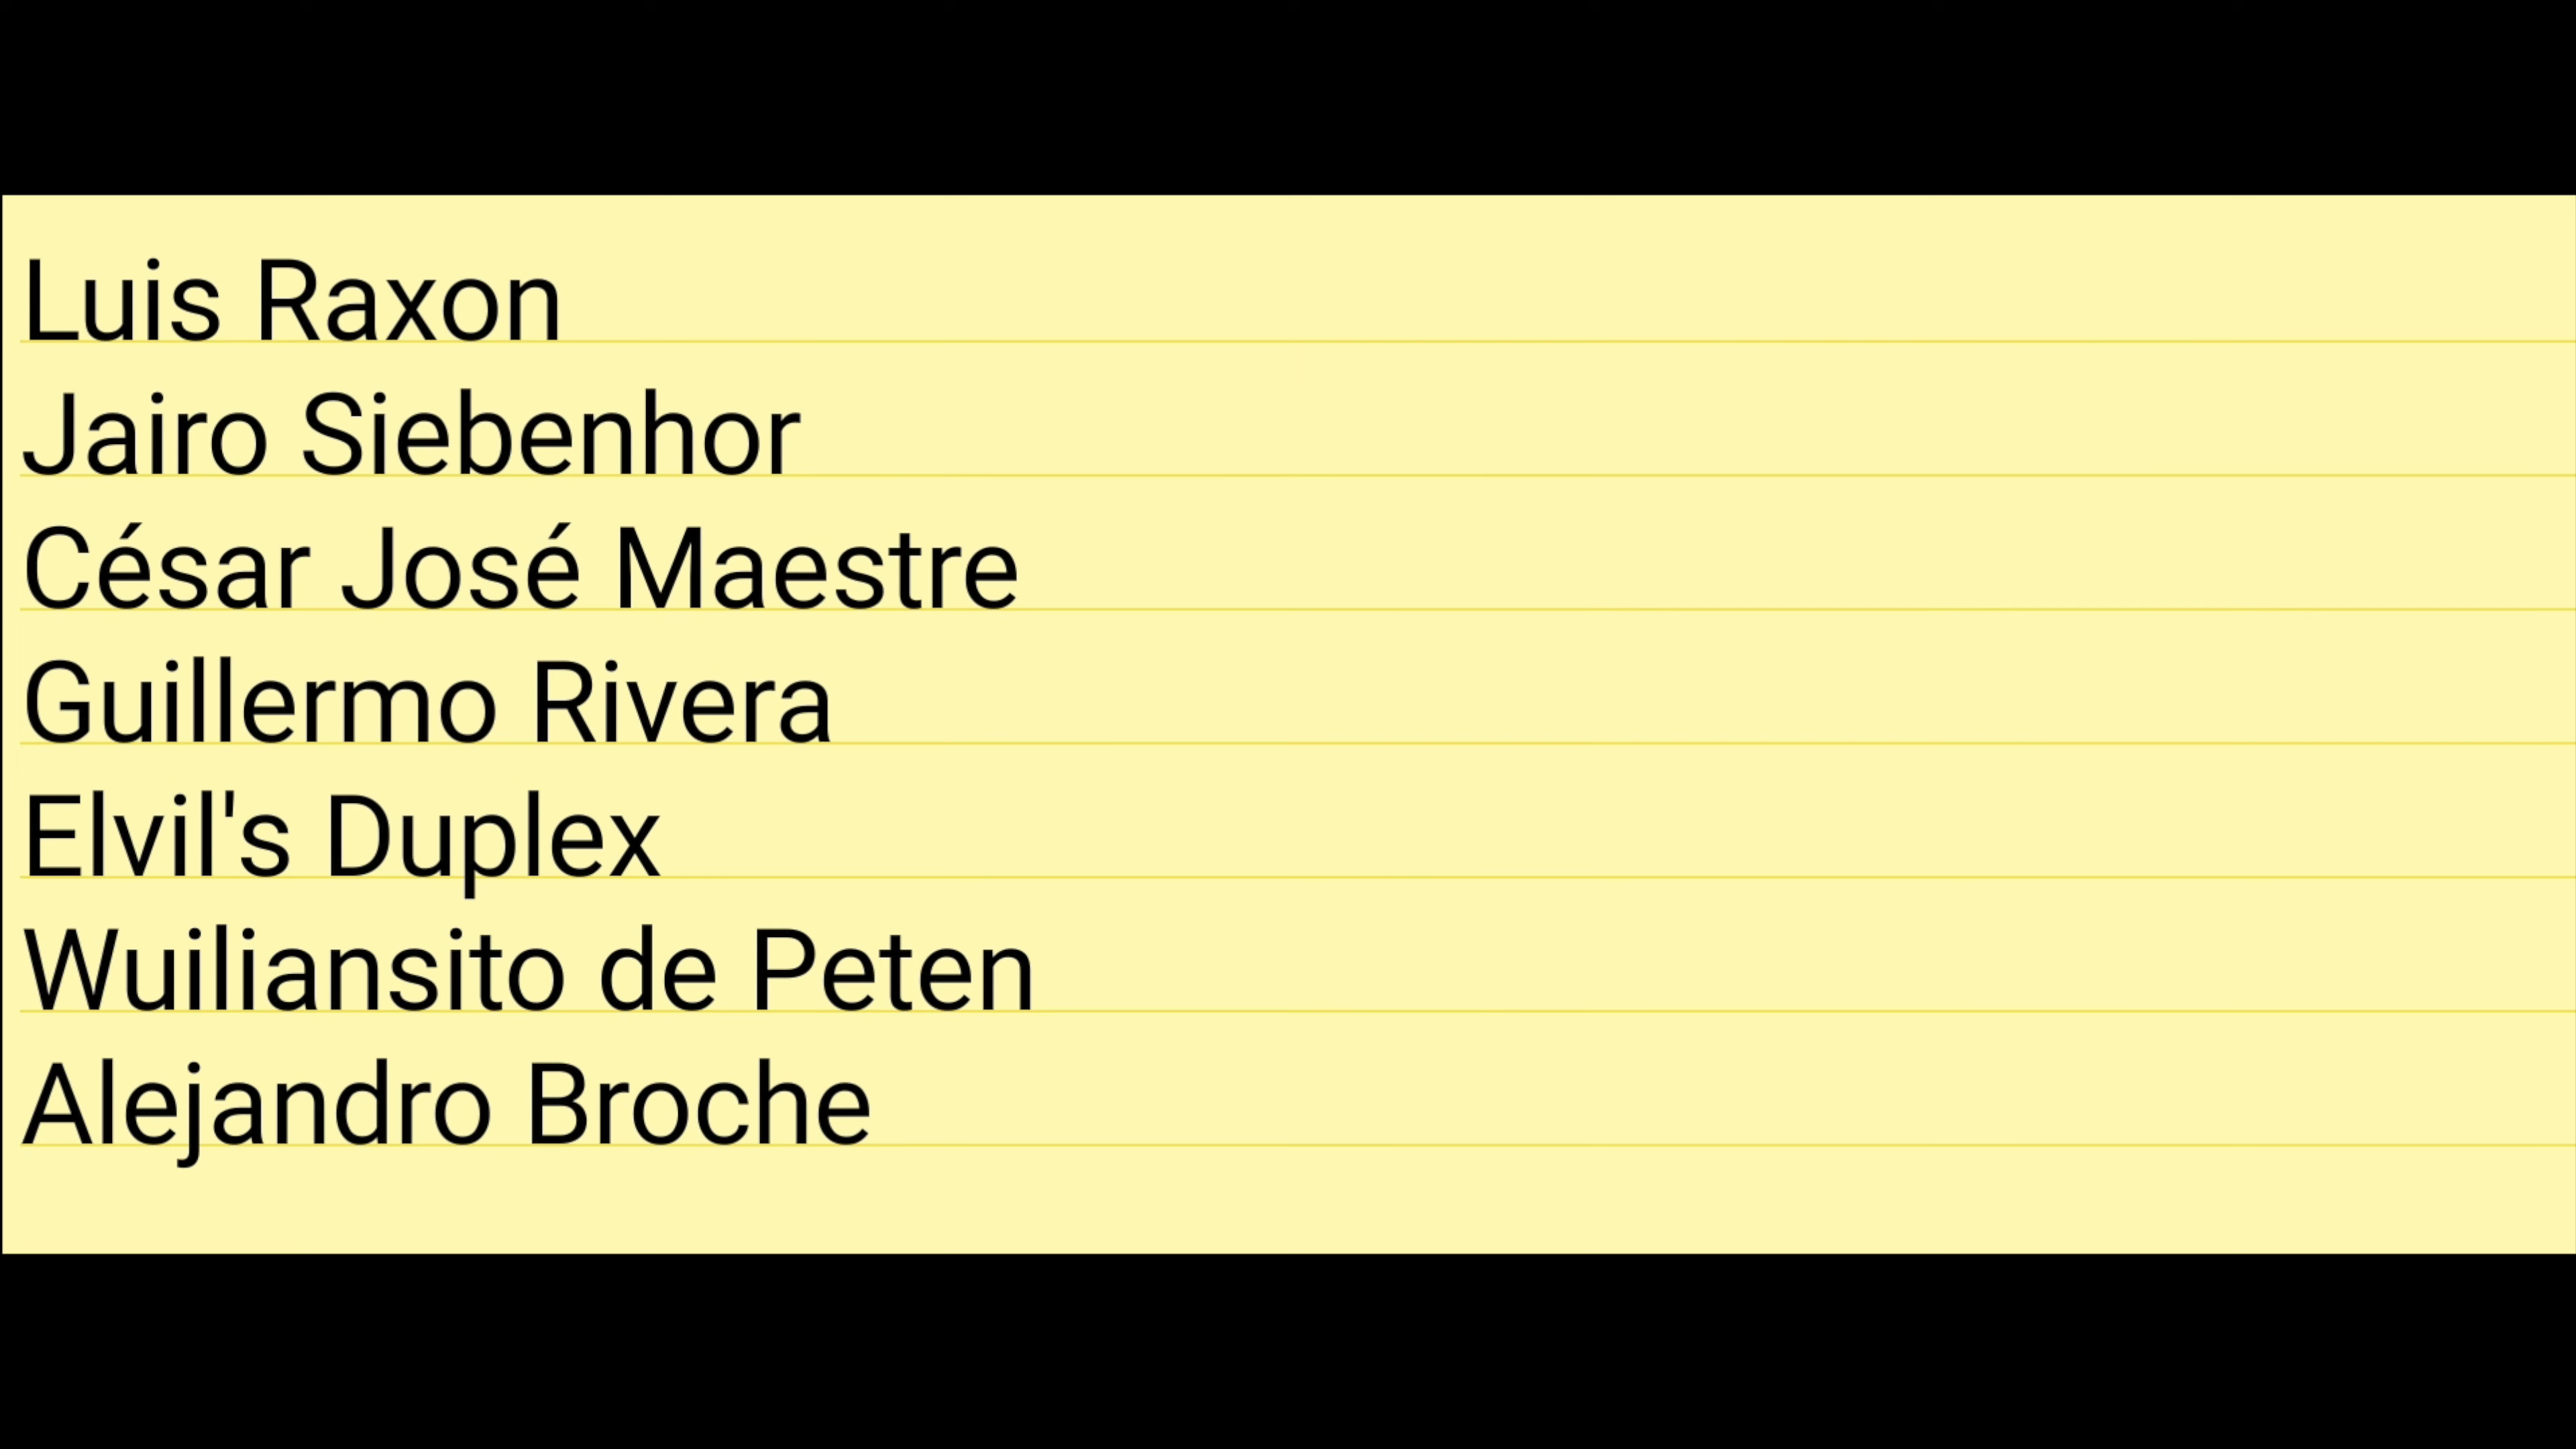 Luis Raxon
Jairo Siebenhor
César José Maestre
Guillermo Rivera
Elvil's Duplex
Wuiliansito de Peten
Alejandro Broche